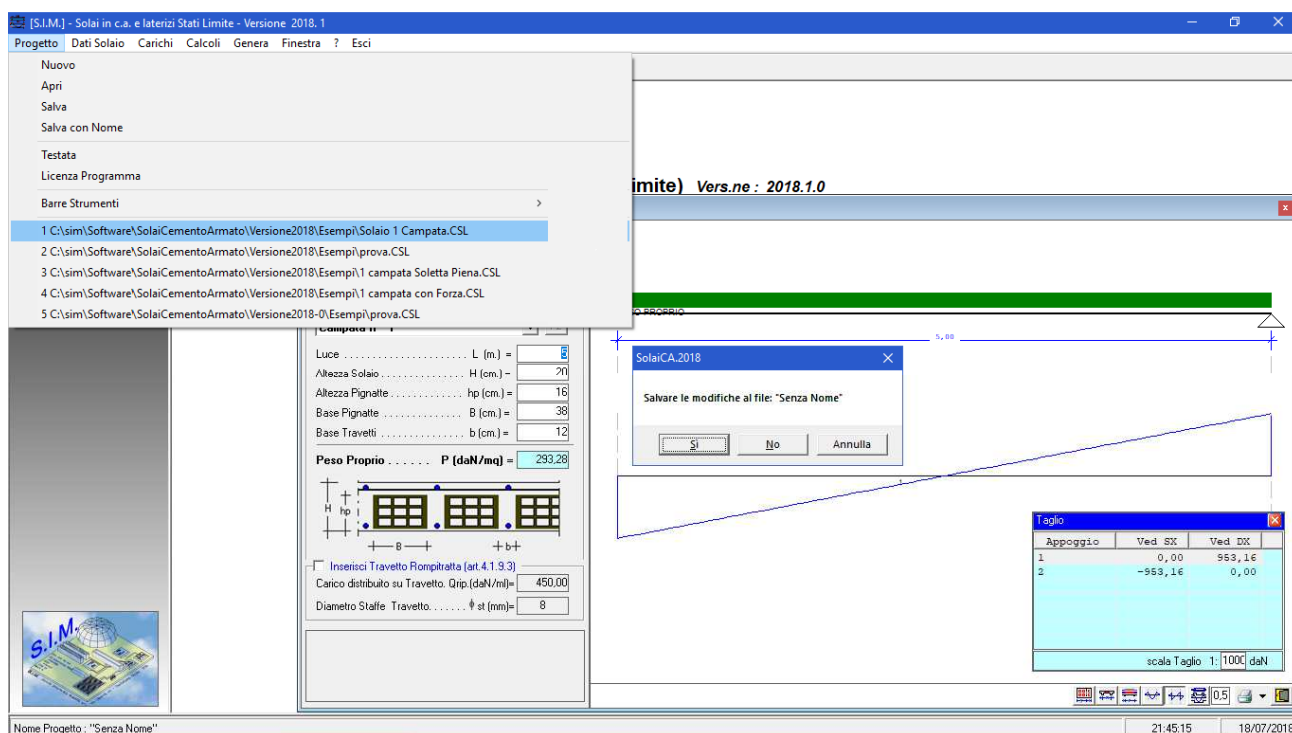 [S.I.M.] - Solai in c.a. e laterizi Stati Limite - Versione 2018. 1
Progetto Dati Solaio Carichi Calcoli Genera Finestra ? Esci
Nuovo
Apri
Salva
Salva con Nome
Testata
Licenza Programma
Barre Strumenti
1 C:\sim\Software\SolaiCementoArmato\Versione2018\Esempi\Solaio 1 Campata.CSL
2 C:\sim\Software\SolaiCementoArmato\Versione2018\Esempi\prova.CSL
3 C:\sim\Software\SolaiCementoArmato\Versione2018\Esempi\1 campata Soletta Piena.CSL
4 C:\sim\Software\SolaiCementoArmato\Versione2018\Esempi\1 campata con Forza.CSL
5 C:\sim\Software\SolaiCementoArmato\Versione2018-0\Esempi\prova.CSL
imite) Vers.ne : 2018.1.0
O PROPRIO
5,00
Campata n° 1
Luce ..................... L (m.) = 5
Altezza Solaio ............... H (cm.) = 20
Altezza Pignatte ............. hp (cm.) = 16
Base Pignatte .............. B (cm.) = 38
Base Travetti ............... b (cm.) = 12
Peso Proprio ...... P (daN/mq) = 293,28
H hp
B b
Inserisci Travetto Rompitratta (art.4.1.9.3)
Carico distribuito su Travetto. Qrip.(daN/ml)= 450,00
Diametro Staffe Travetto. ...... ϕ st (mm)= 8
SolaiCA.2018
Salvare le modifiche al file: "Senza Nome"
Sì No Annulla
1
Taglio
Appoggio Ved SX Ved DX
1 0,00 953,16
2 -953,16 0,00
scala Taglio 1: 1000 daN
0,5
S.I.M.
Nome Progetto : "Senza Nome"
21:45:15 18/07/2018